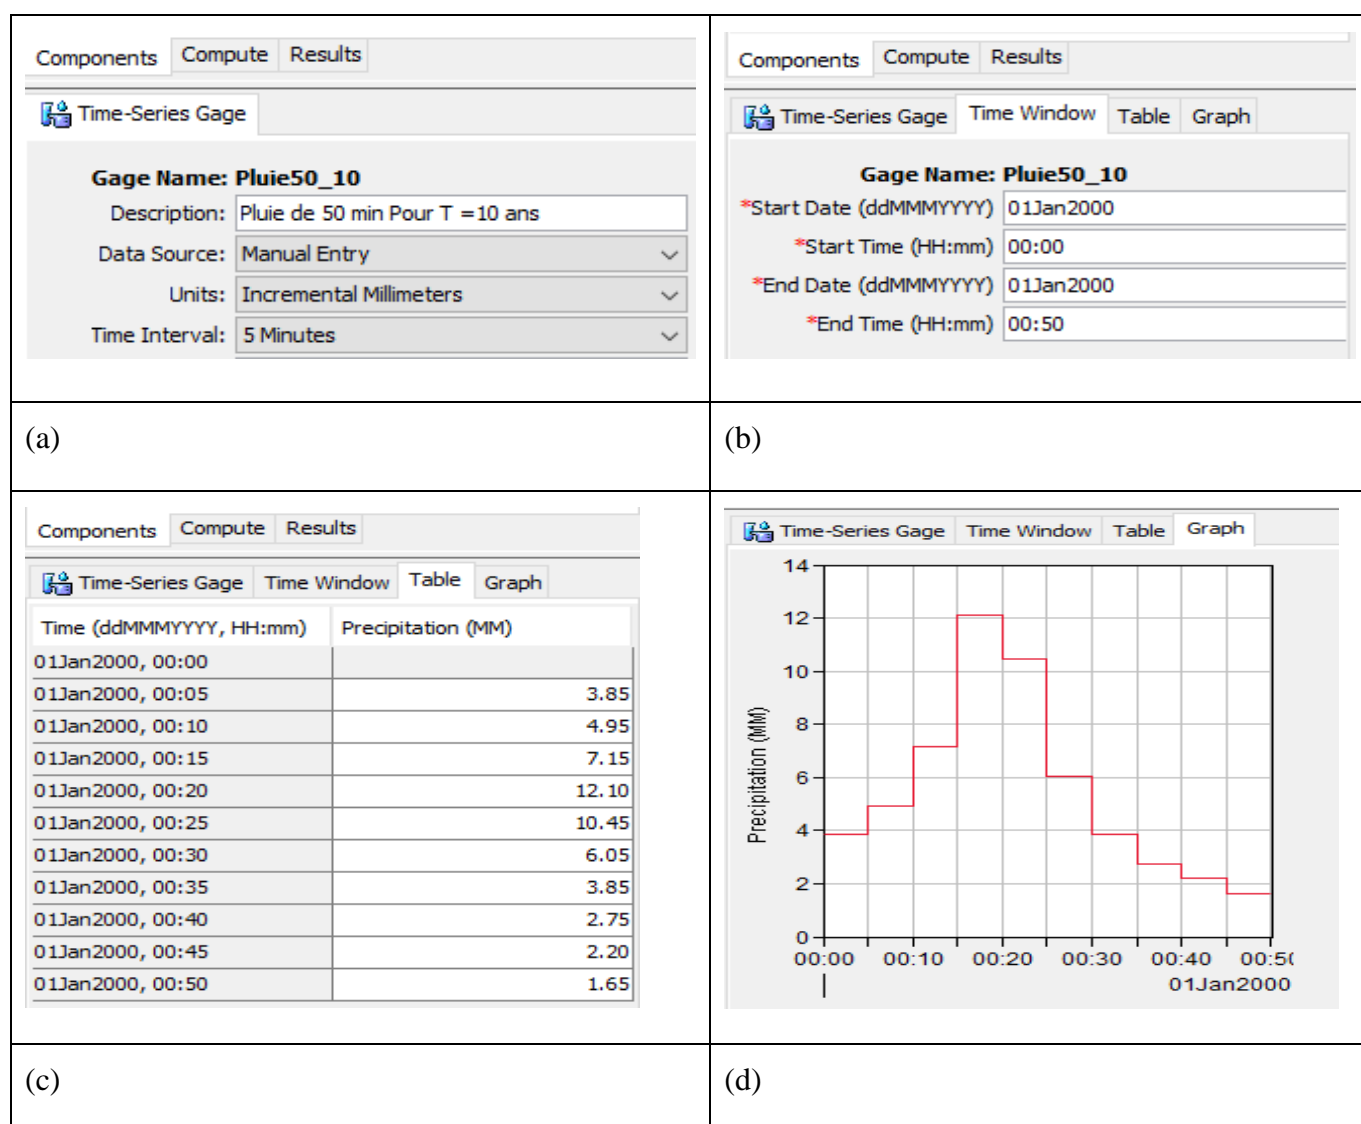 Components Compute Results
Time-Series Gage
Gage Name: Pluie50_10
Description: Pluie de 50 min Pour T =10 ans
Data Source: Manual Entry
Units: Incremental Millimeters
Time Interval: 5 Minutes
(a)
Components Compute Results
Time-Series Gage Time Window Table Graph
Gage Name: Pluie50_10
*Start Date (ddMMMYYYY) 01Jan2000
*Start Time (HH:mm) 00:00
*End Date (ddMMMYYYY) 01Jan2000
*End Time (HH:mm) 00:50
(b)
Components Compute Results
Time-Series Gage Time Window Table Graph
Time (ddMMMYYYY, HH:mm) Precipitation (MM)
01Jan2000, 00:00
01Jan2000, 00:05 3.85
01Jan2000, 00:10 4.95
01Jan2000, 00:15 7.15
01Jan2000, 00:20 12.10
01Jan2000, 00:25 10.45
01Jan2000, 00:30 6.05
01Jan2000, 00:35 3.85
01Jan2000, 00:40 2.75
01Jan2000, 00:45 2.20
01Jan2000, 00:50 1.65
(c)
Time-Series Gage Time Window Table Graph
14
12
10
8
6
4
2
0
Precipitation (MM)
00:00 00:10 00:20 00:30 00:40 00:50
01Jan2000
(d)